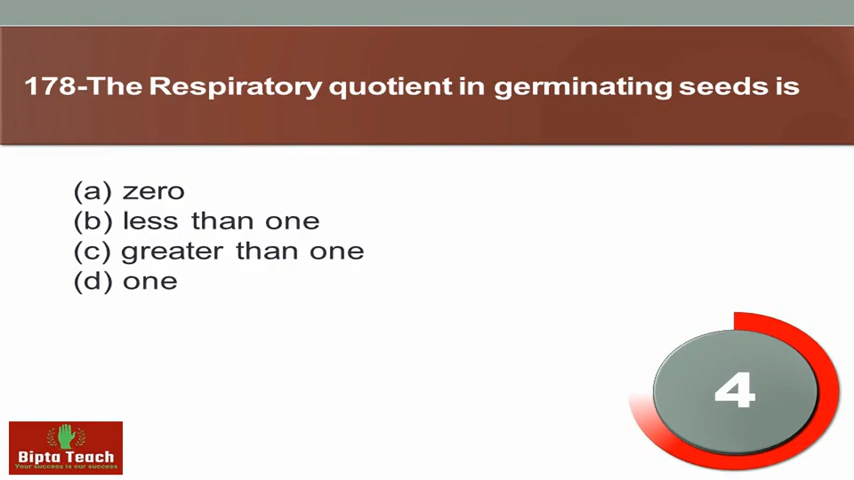 178-The Respiratory quotient in germinating seeds is
(a) zero
(b) less than one
(c) greater than one
(d) one
4
Bipta Teach
Your success is our success